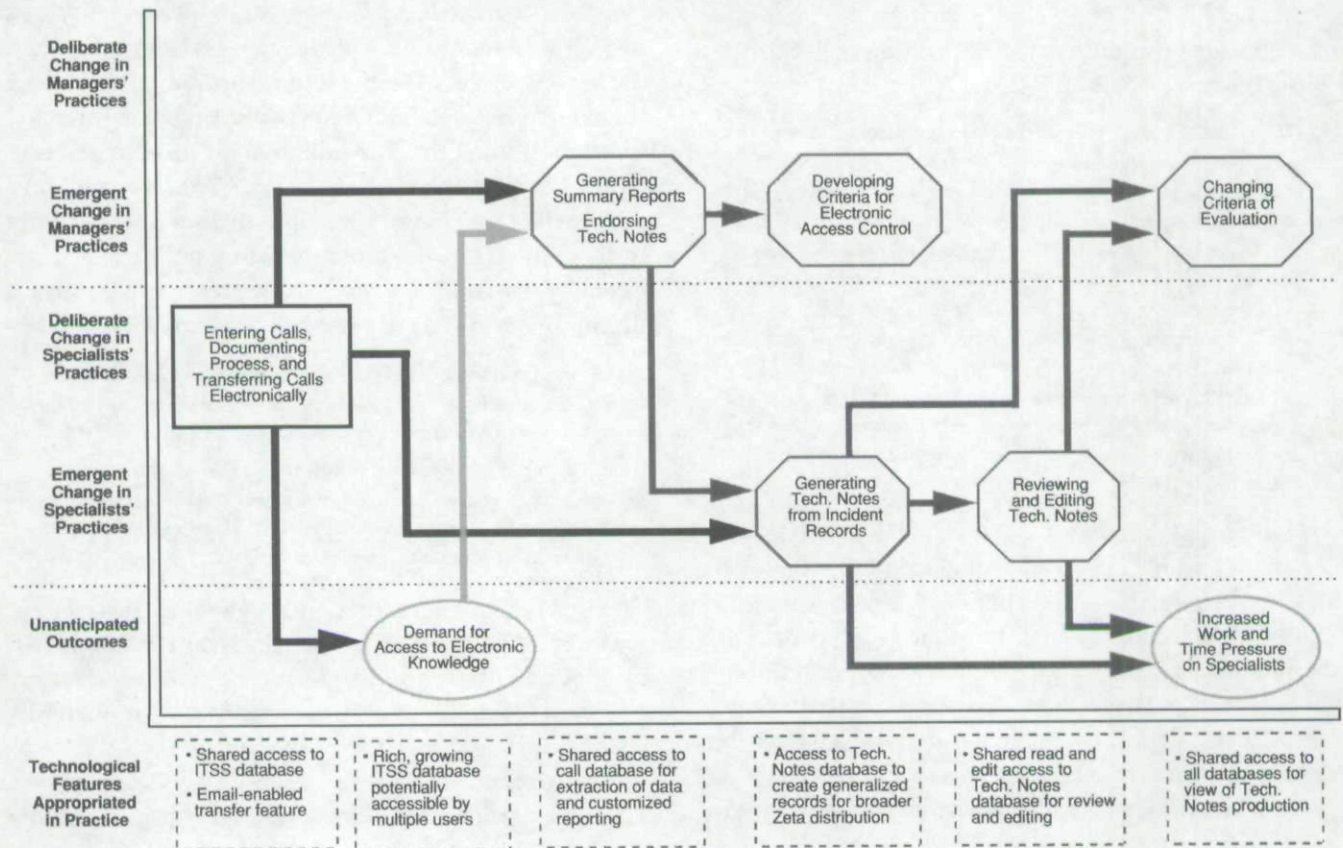 Deliberate
Change in
Managers'
Practices
Emergent
Change in
Managers'
Practices
Generating
Summary Reports
Endorsing
Tech. Notes
Developing
Criteria for
Electronic
Access Control
Changing
Criteria of
Evaluation
Deliberate
Change in
Specialists'
Practices
Entering Calls,
Documenting
Process, and
Transferring Calls
Electronically
Emergent
Change in
Specialists'
Practices
Generating
Tech. Notes
from Incident
Records
Reviewing
and Editing
Tech. Notes
Unanticipated
Outcomes
Demand for
Access to Electronic
Knowledge
Increased
Work and
Time Pressure
on Specialists
Technological
Features
Appropriated
in Practice
• Shared access to
ITSS database
• Email-enabled
transfer feature
• Rich, growing
ITSS database
potentially
accessible by
multiple users
• Shared access to
call database for
extraction of data
and customized
reporting
• Access to Tech.
Notes database to
create generalized
records for broader
Zeta distribution
• Shared read and
edit access to
Tech. Notes
database for review
and editing
• Shared access to
all databases for
view of Tech.
Notes production